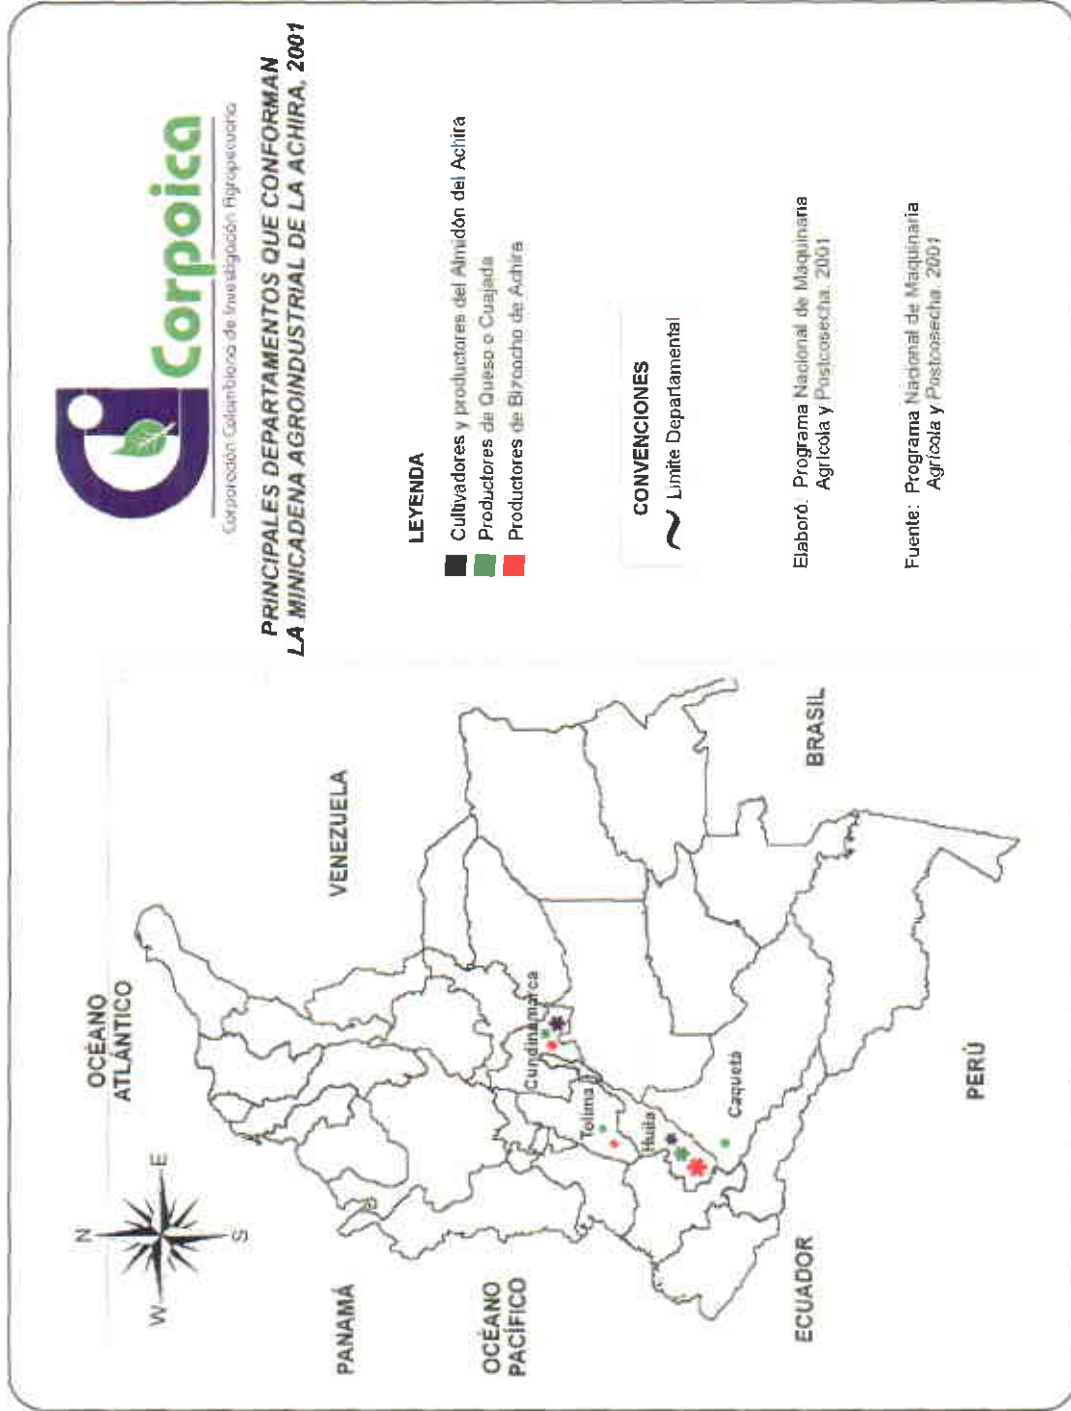 Corpoica
Corporación Colombiana de Investigación Agropecuaria
PRINCIPALES DEPARTAMENTOS QUE CONFORMAN
LA MINICADENA AGROINDUSTRIAL DE LA ACHIRA, 2001
LEYENDA
Cultivadores y productores del Almidón del Achira
Productores de Queso o Cuajada
Productores de Bizcocho de Achira
CONVENCIONES
Limite Departamental
Elaboró: Programa Nacional de Maquinaria
Agrícola y Postcosecha. 2001
Fuente: Programa Nacional de Maquinaria
Agrícola y Postcosecha. 2001
N
W
E
S
OCÉANO
ATLÁNTICO
PANAMÁ
VENEZUELA
OCÉANO
PACÍFICO
Cundinamarca
Tolima
Huila
Caquetá
ECUADOR
BRASIL
PERÚ